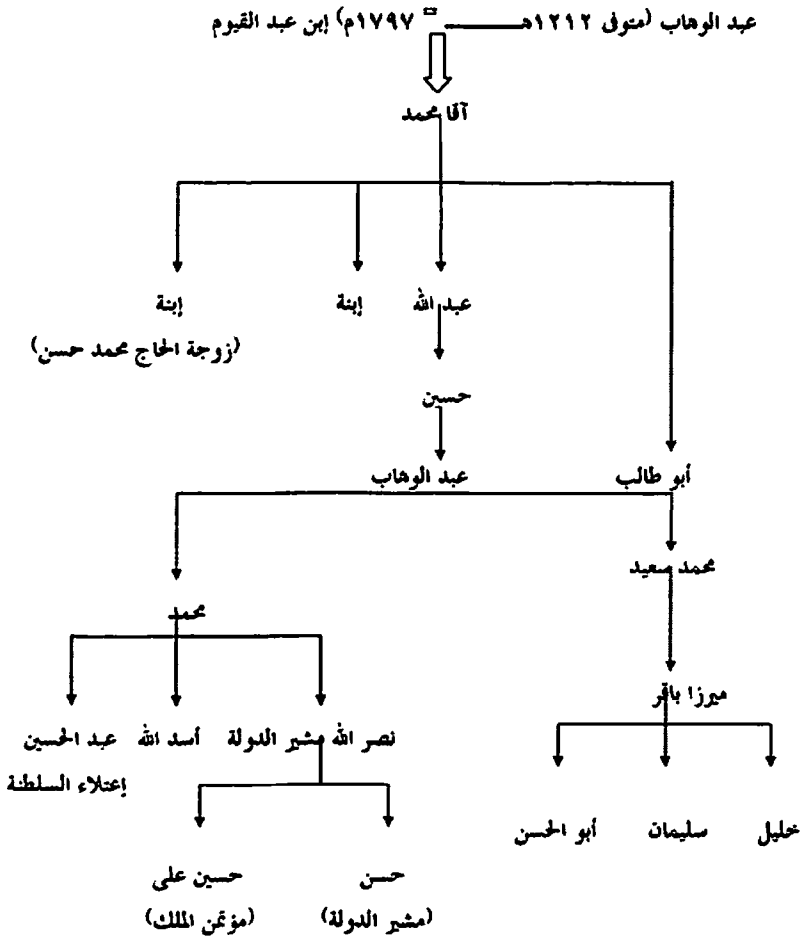 عبد الوهاب (متوفى ١٢١٢هـ = ١٧٩٧م) إبن عبد القيوم
آقا محمد
عبد الله إبنة إبنة
(زوجة الحاج محمد حسن)
حسين
أبو طالب عبد الوهاب
محمد سعيد
محمد
ميرزا باقر
نصر الله مشير الدولة أسد الله عبد الحسين
إعتلاء السلطنة
خليل سليمان أبو الحسن
حسن حسين على
(مشير الدولة) (مؤتمن الملك)